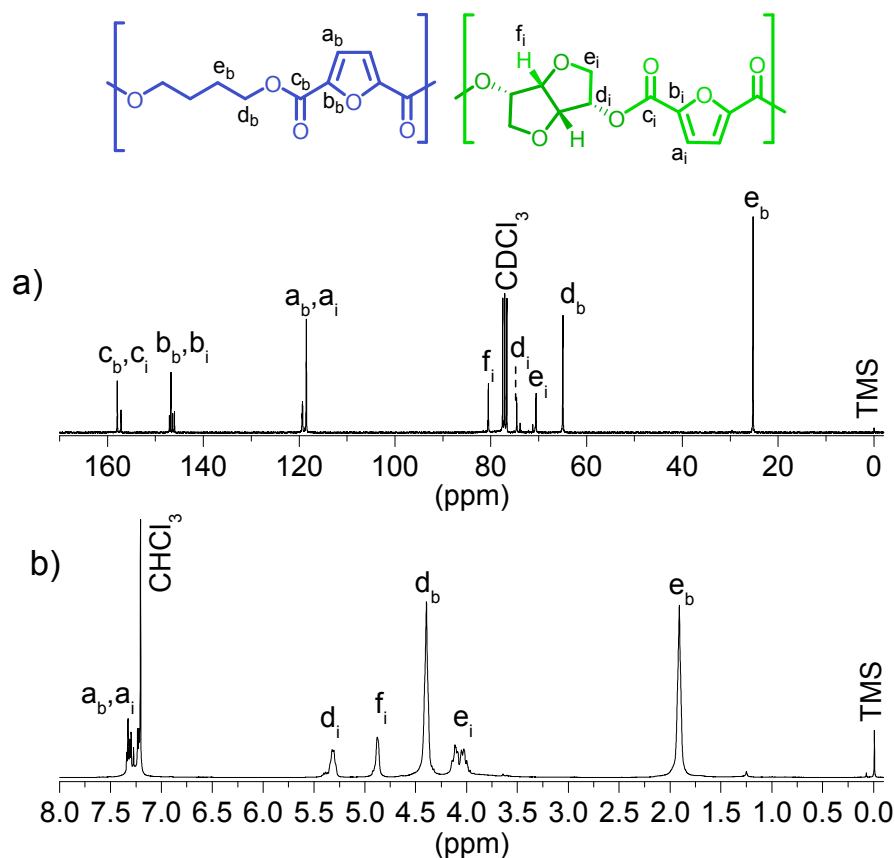 a_b f_i
e_b H e_i
O O
O c_b O O d_i O b_i O O
O b_b O c_i
d_b O O O H O a_i
a)
c_b,c_i b_b,b_i a_b,a_i f_i CDCl₃ d_i e_i d_b e_b TMS
160 140 120 100 80 60 40 20 0
(ppm)
b)
a_b,a_i CHCl₃ d_i f_i d_b e_i e_b TMS
8.0 7.5 7.0 6.5 6.0 5.5 5.0 4.5 4.0 3.5 3.0 2.5 2.0 1.5 1.0 0.5 0.0
(ppm)